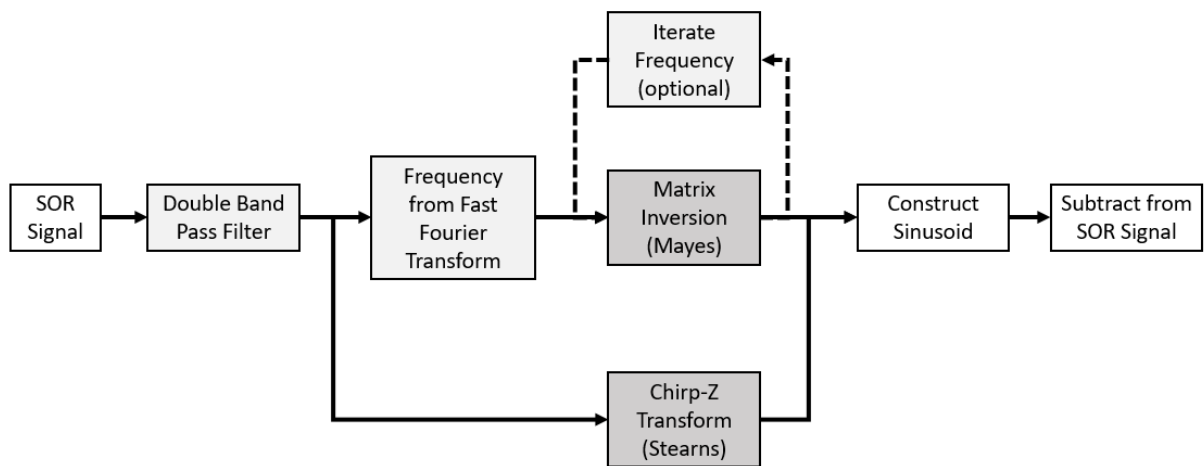 Iterate
Frequency
(optional)
SOR
Signal
Double Band
Pass Filter
Frequency
from Fast
Fourier
Transform
Matrix
Inversion
(Mayes)
Construct
Sinusoid
Subtract from
SOR Signal
Chirp-Z
Transform
(Stearns)